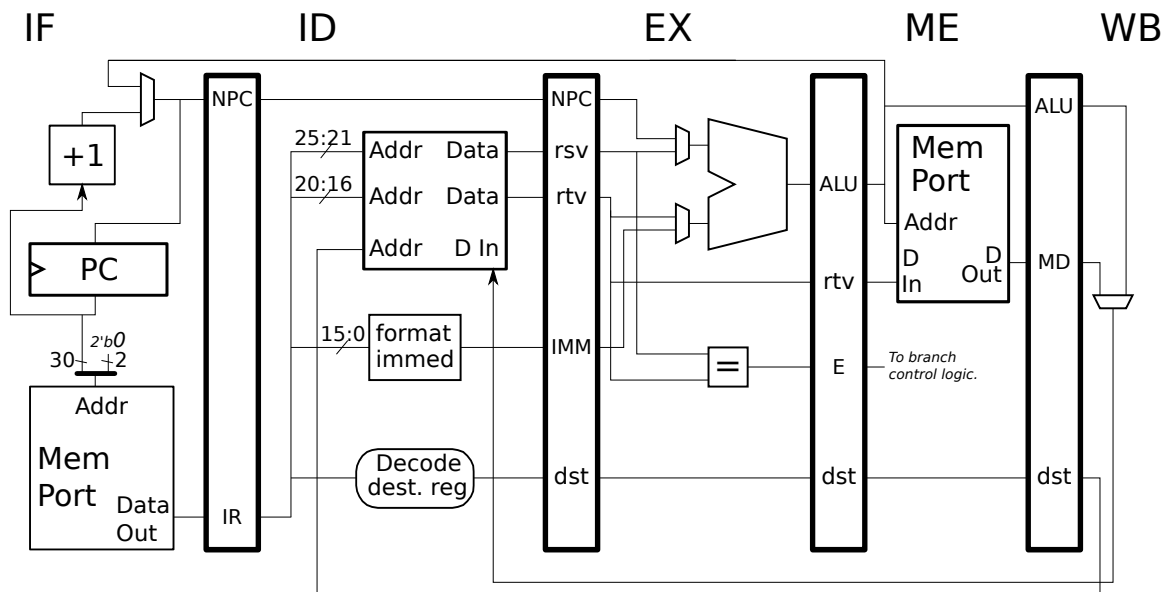 IF ID EX ME WB
NPC NPC ALU
+1
25:21 Addr Data rsv
Mem
Port
20:16 Addr Data rtv
ALU
Addr
Addr D In
D
In
D
Out
MD
PC
rtv
2'b0
30 2
15:0 format
immed
IMM
=
E
To branch
control logic.
Addr
Mem
Port
Data
Out
IR
Decode
dest. reg
dst dst dst